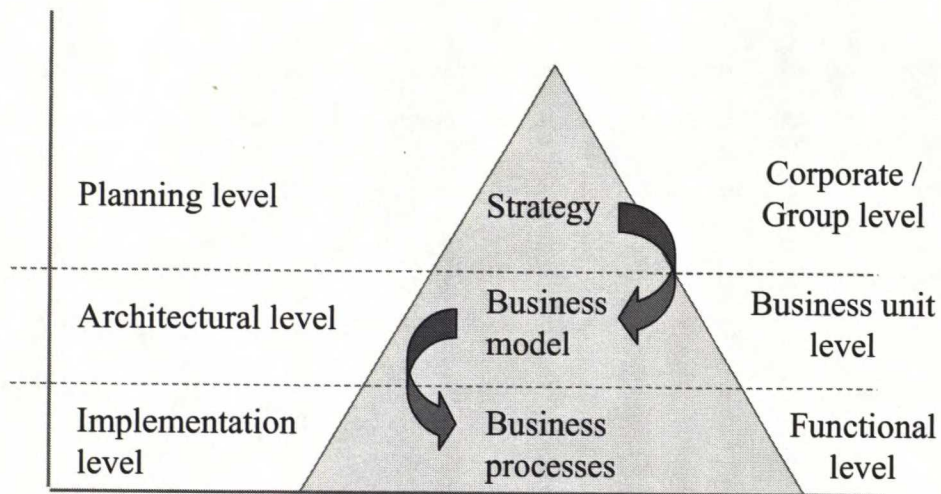 Planning level
Strategy
Corporate /
Group level
Architectural level
Business
model
Business unit
level
Implementation
level
Business
processes
Functional
level